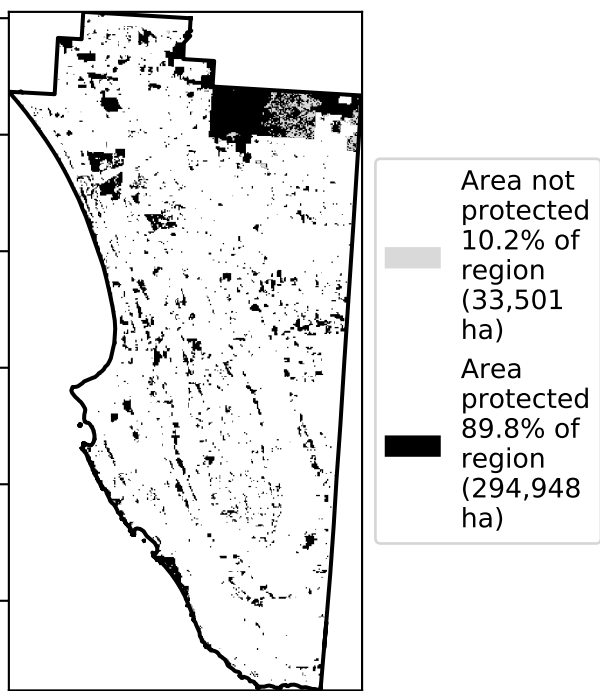 Area not
protected
10.2% of
region
(33,501
ha)
Area
protected
89.8% of
region
(294,948
ha)